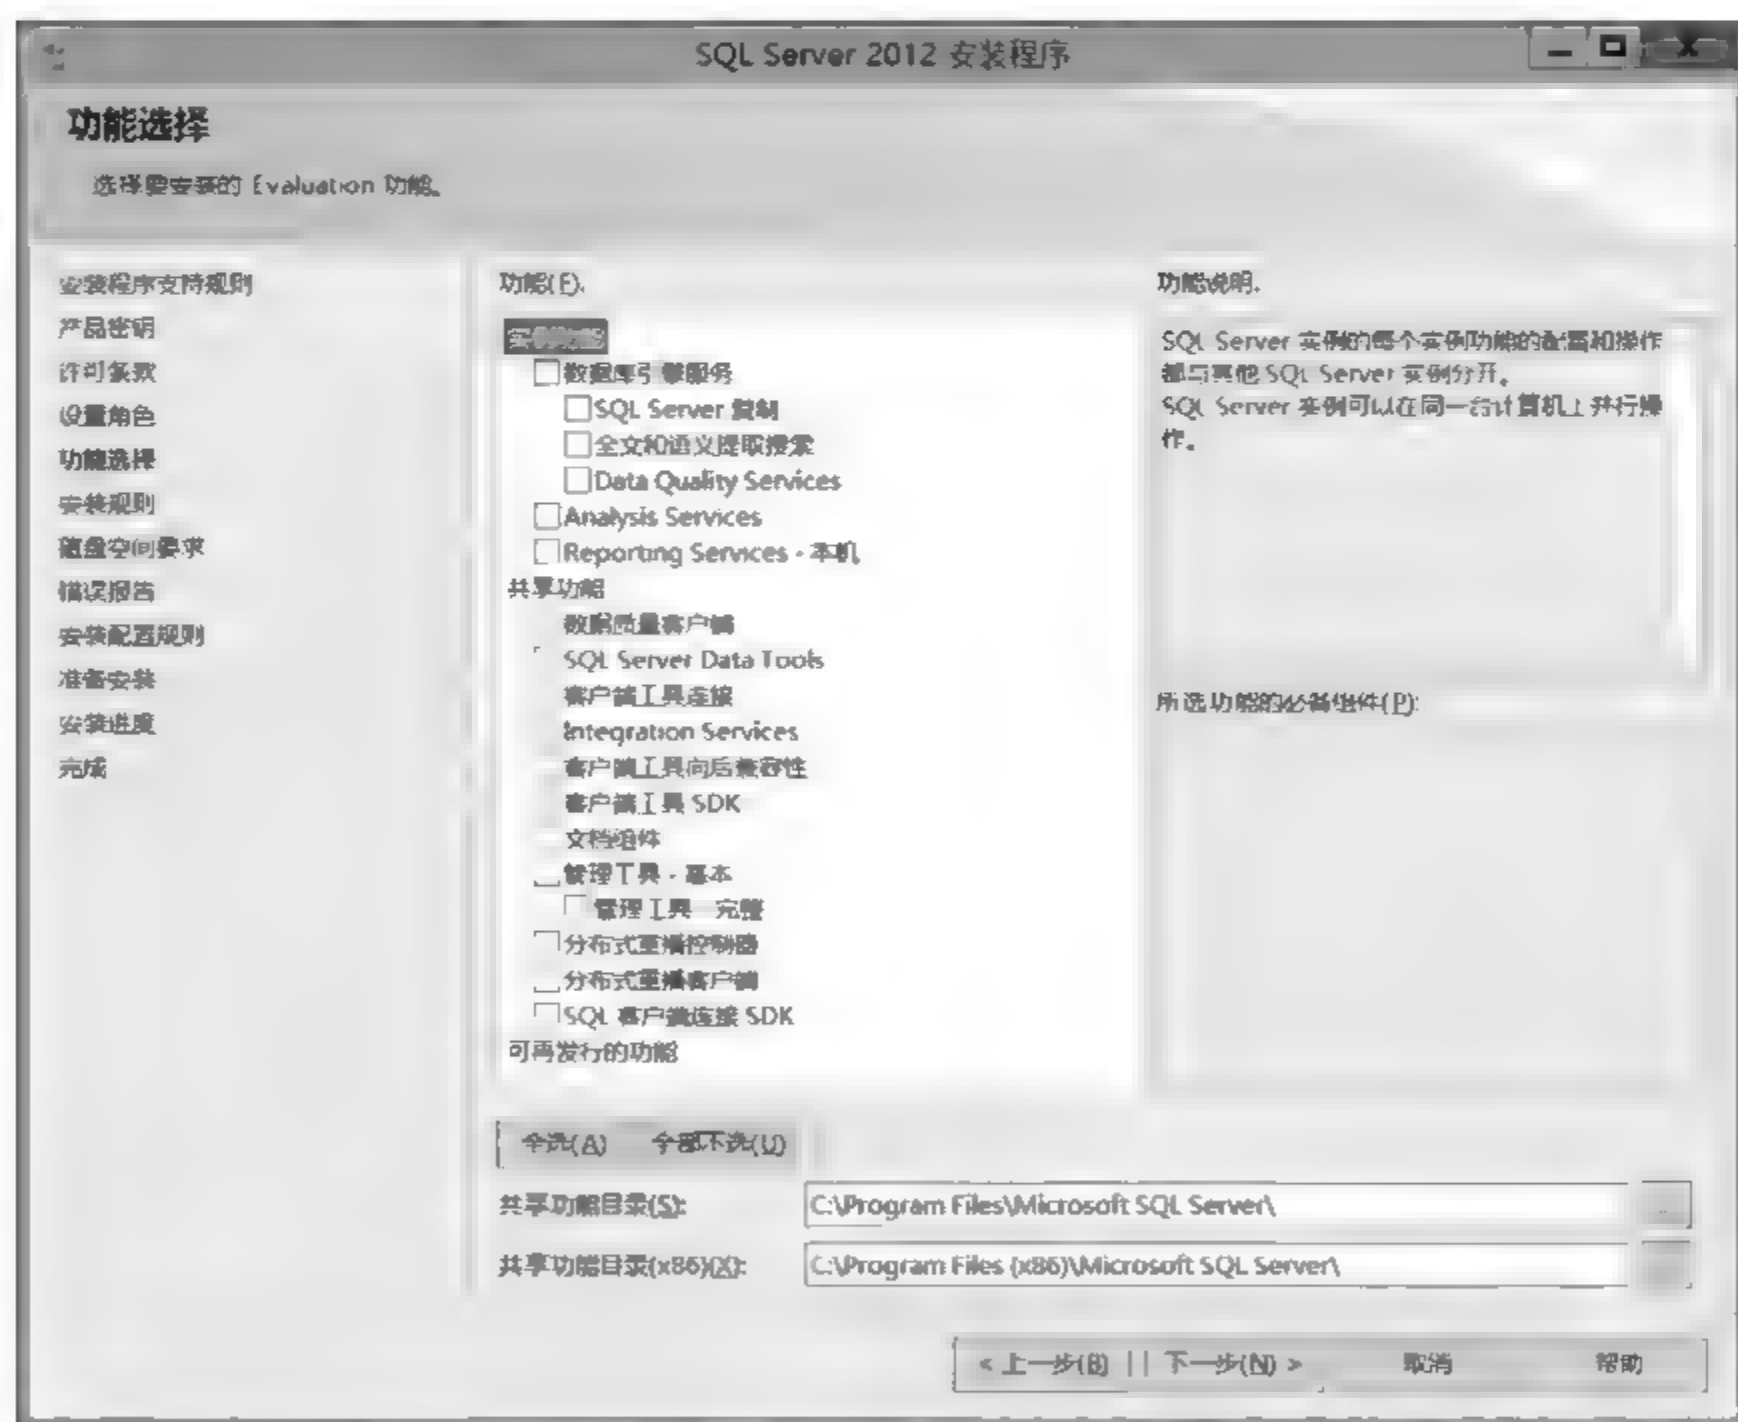 SQL Server 2012 安装程序
功能选择
选择要安装的 Evaluation 功能。
安装程序支持规则
产品密钥
许可条款
设置角色
功能选择
安装规则
磁盘空间要求
错误报告
安装配置规则
准备安装
安装进度
完成
功能(F):
实例功能
数据库引擎服务
SQL Server 复制
全文和语义提取搜索
Data Quality Services
Analysis Services
Reporting Services - 本机
共享功能
数据质量客户端
SQL Server Data Tools
客户端工具连接
Integration Services
客户端工具向后兼容性
客户端工具 SDK
文档组件
管理工具 - 基本
管理工具 - 完整
分布式重播控制器
分布式重播客户端
SQL 客户端连接 SDK
可再发行的功能
功能说明:
SQL Server 实例的每个实例功能的配置和操作
都与其他 SQL Server 实例分开。
SQL Server 实例可以在同一台计算机上并行操
作。
所选功能的必备组件(P):
全选(A) 全部不选(U)
共享功能目录(S): C:\Program Files\Microsoft SQL Server\
共享功能目录(x86)(X): C:\Program Files (x86)\Microsoft SQL Server\
< 上一步(B) 下一步(N) > 取消 帮助